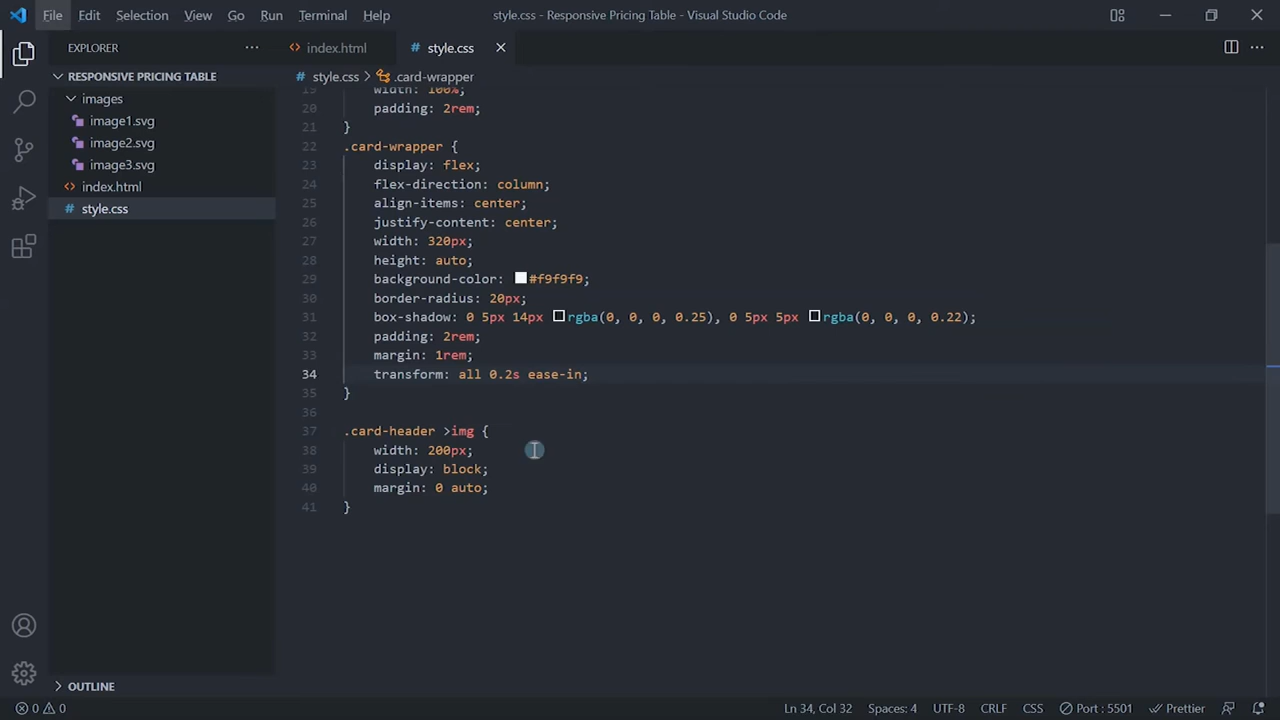 File Edit Selection View Go Run Terminal Help style.css - Responsive Pricing Table - Visual Studio Code
EXPLORER ...
RESPONSIVE PRICING TABLE
images
image1.svg
image2.svg
image3.svg
<> index.html
# style.css
OUTLINE
<> index.html # style.css
# style.css > .card-wrapper
19 width: 100%;
20 padding: 2rem;
21 }
22 .card-wrapper {
23 display: flex;
24 flex-direction: column;
25 align-items: center;
26 justify-content: center;
27 width: 320px;
28 height: auto;
29 background-color: #f9f9f9;
30 border-radius: 20px;
31 box-shadow: 0 5px 14px rgba(0, 0, 0, 0.25), 0 5px 5px rgba(0, 0, 0, 0.22);
32 padding: 2rem;
33 margin: 1rem;
34 transform: all 0.2s ease-in;
35 }
36
37 .card-header >img {
38 width: 200px;
39 display: block;
40 margin: 0 auto;
41 }
0 0 Ln 34, Col 32 Spaces: 4 UTF-8 CRLF CSS Port : 5501 Prettier